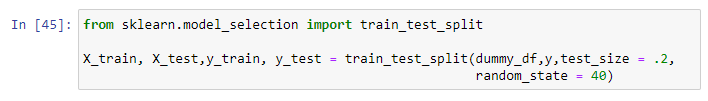 In [45]: from sklearn.model_selection import train_test_split
X_train, X_test,y_train, y_test = train_test_split(dummy_df,y,test_size = .2,
random_state = 40)